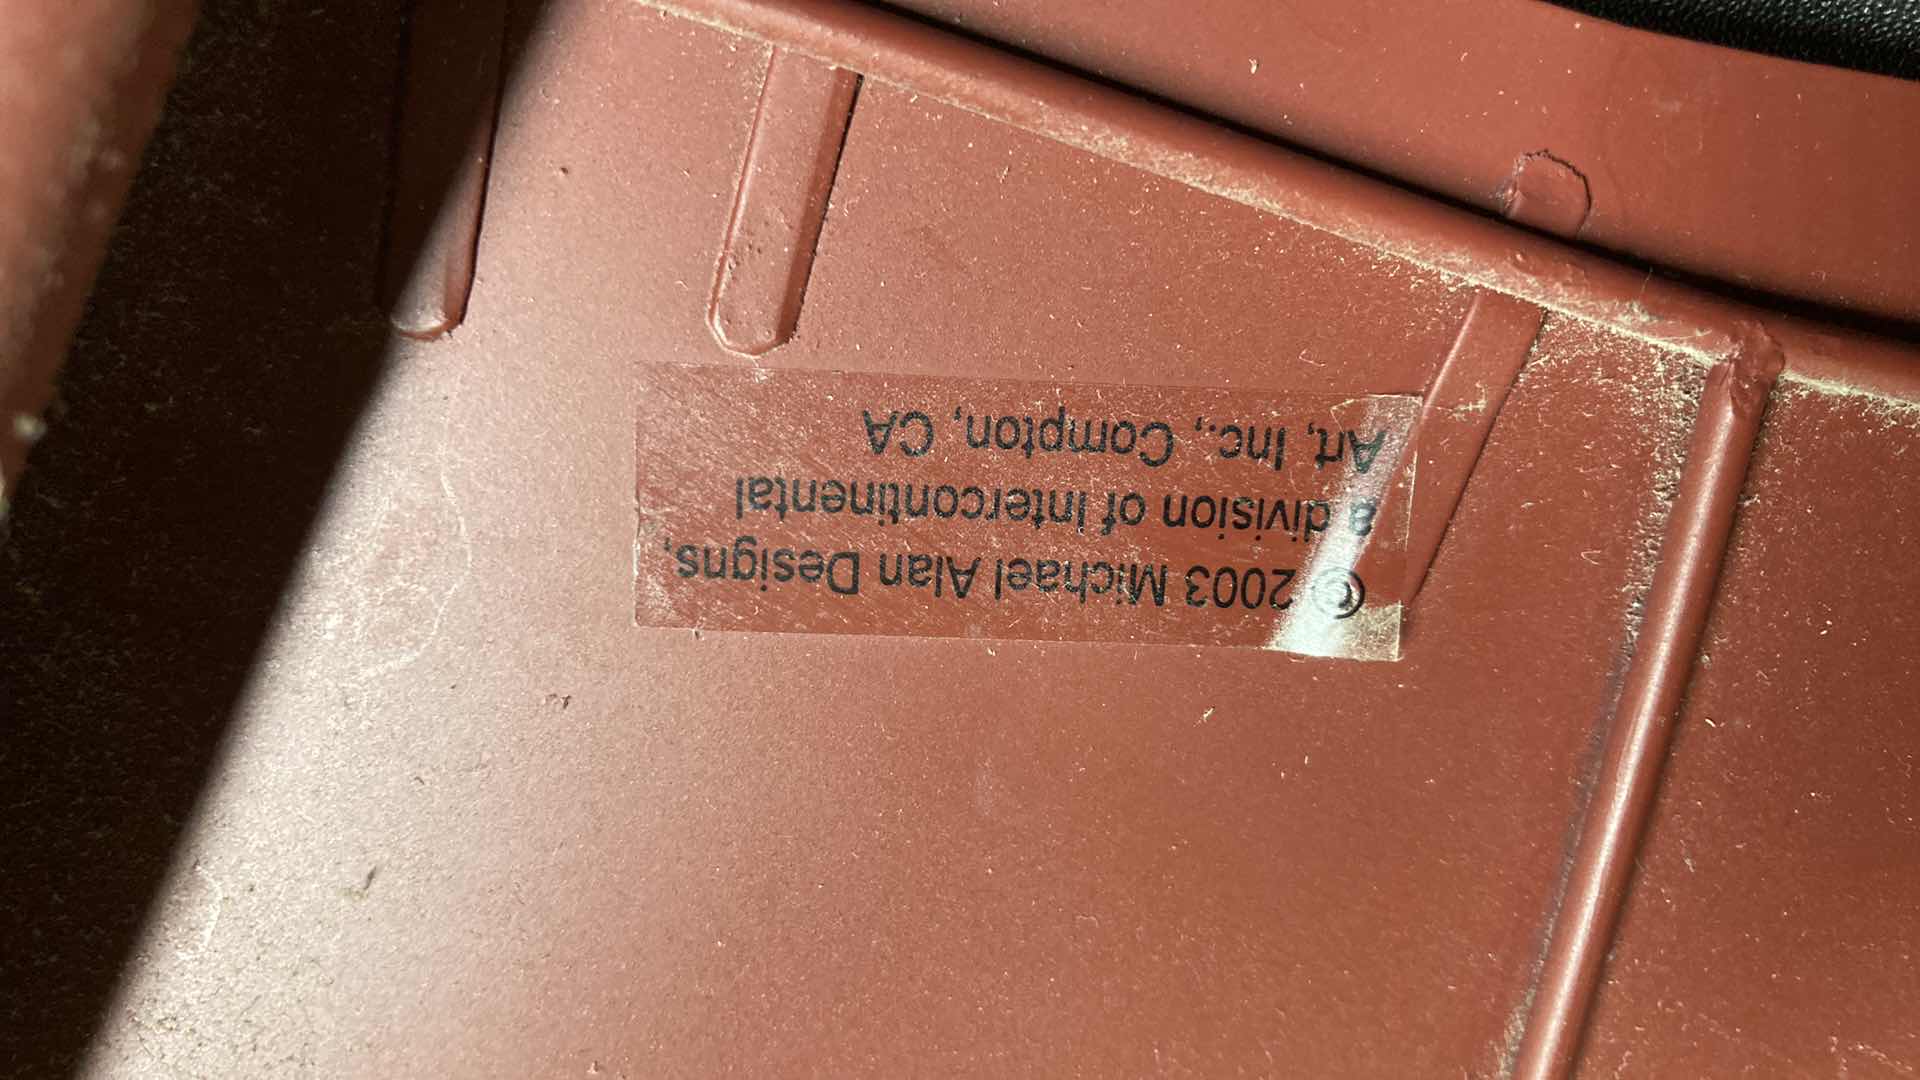 © 2003 Michael Alan Designs,
a division of Intercontinental
Art, Inc., Compton, CA